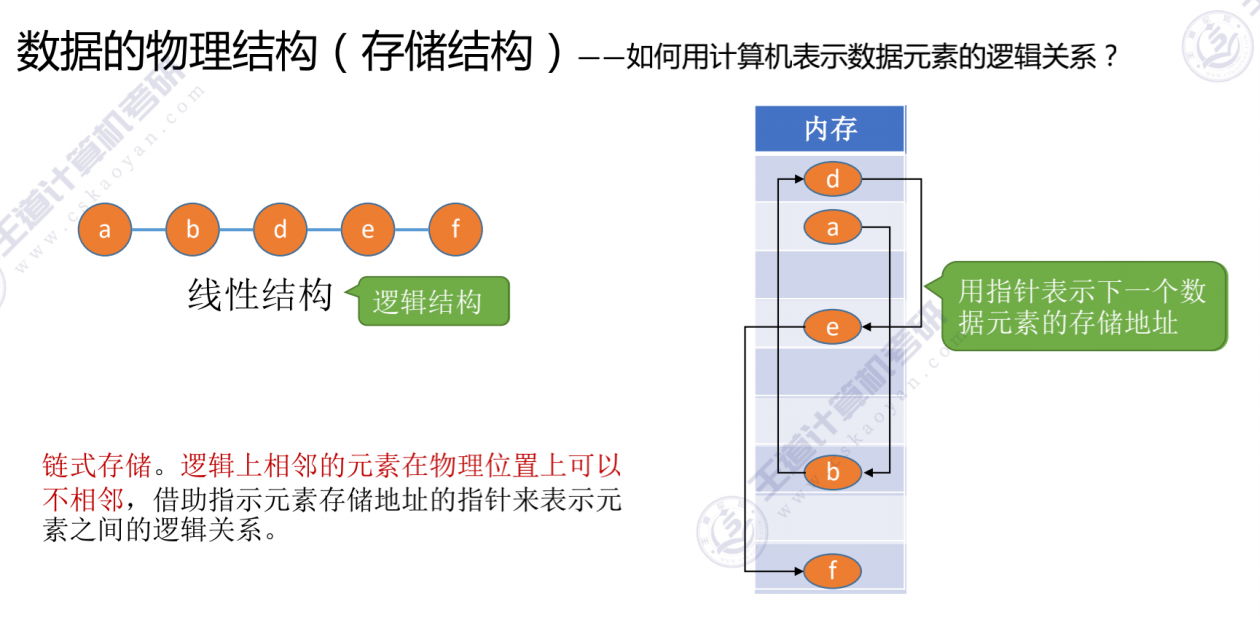 数据的物理结构（存储结构）——如何用计算机表示数据元素的逻辑关系？
内存
d
a
a b d e f
线性结构
逻辑结构
用指针表示下一个数
据元素的存储地址
e
链式存储。逻辑上相邻的元素在物理位置上可以
不相邻，借助指示元素存储地址的指针来表示元
素之间的逻辑关系。
b
f
王道计算机考研
www.cskaoyan.com
王道计算机考研
www.cskaoyan.com